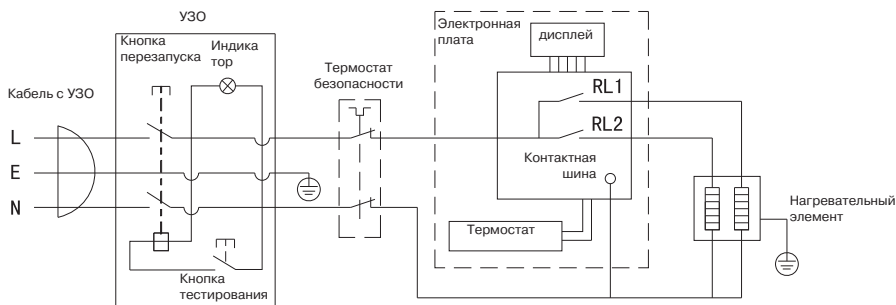 УЗО
Кнопка
перезапуска
Индика
тор
Кабель с УЗО
L
E
N
Кнопка
тестирования
Термостат
безопасности
Электронная
плата
дисплей
RL1
RL2
Контактная
шина
Термостат
Нагревательный
элемент